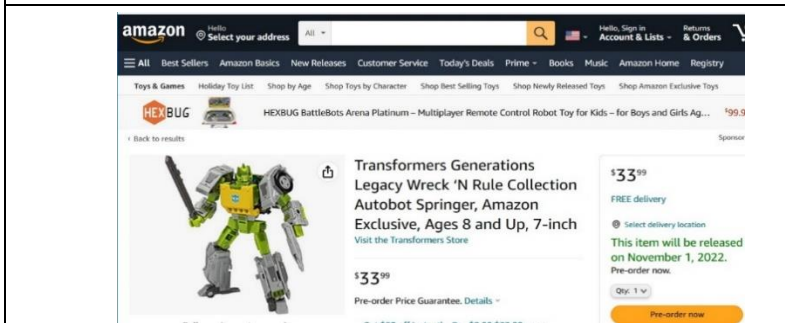 amazon
Hello
Select your address
All
Hello, Sign in
Account & Lists
Returns
& Orders
All Best Sellers Amazon Basics New Releases Customer Service Today's Deals Prime Books Music Amazon Home Registry
Toys & Games Holiday Toy List Shop by Age Shop Toys by Character Shop Best Selling Toys Shop Newly Released Toys Shop Amazon Exclusive Toys
HEXBUG HEXBUG BattleBots Arena Platinum – Multiplayer Remote Control Robot Toy for Kids – for Boys and Girls Ag... $99.9
‹ Back to results
Sponsor
Transformers Generations
Legacy Wreck 'N Rule Collection
Autobot Springer, Amazon
Exclusive, Ages 8 and Up, 7-inch
Visit the Transformers Store
$33⁹⁹
Pre-order Price Guarantee. Details
$33⁹⁹
FREE delivery
Select delivery location
This item will be released
on November 1, 2022.
Pre-order now.
Qty: 1
Pre-order now